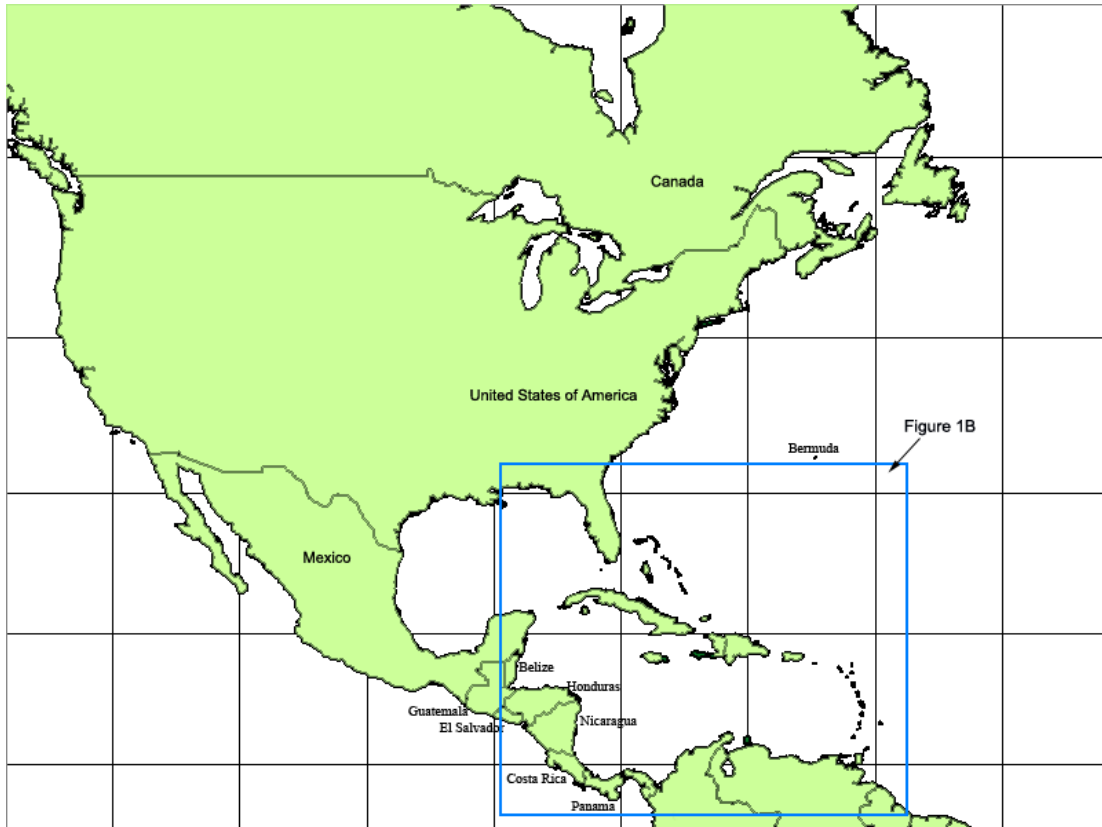 Canada
United States of America
Figure 1B
Bermuda
Mexico
Belize
Honduras
Guatemala
Nicaragua
El Salvador
Costa Rica
Panama